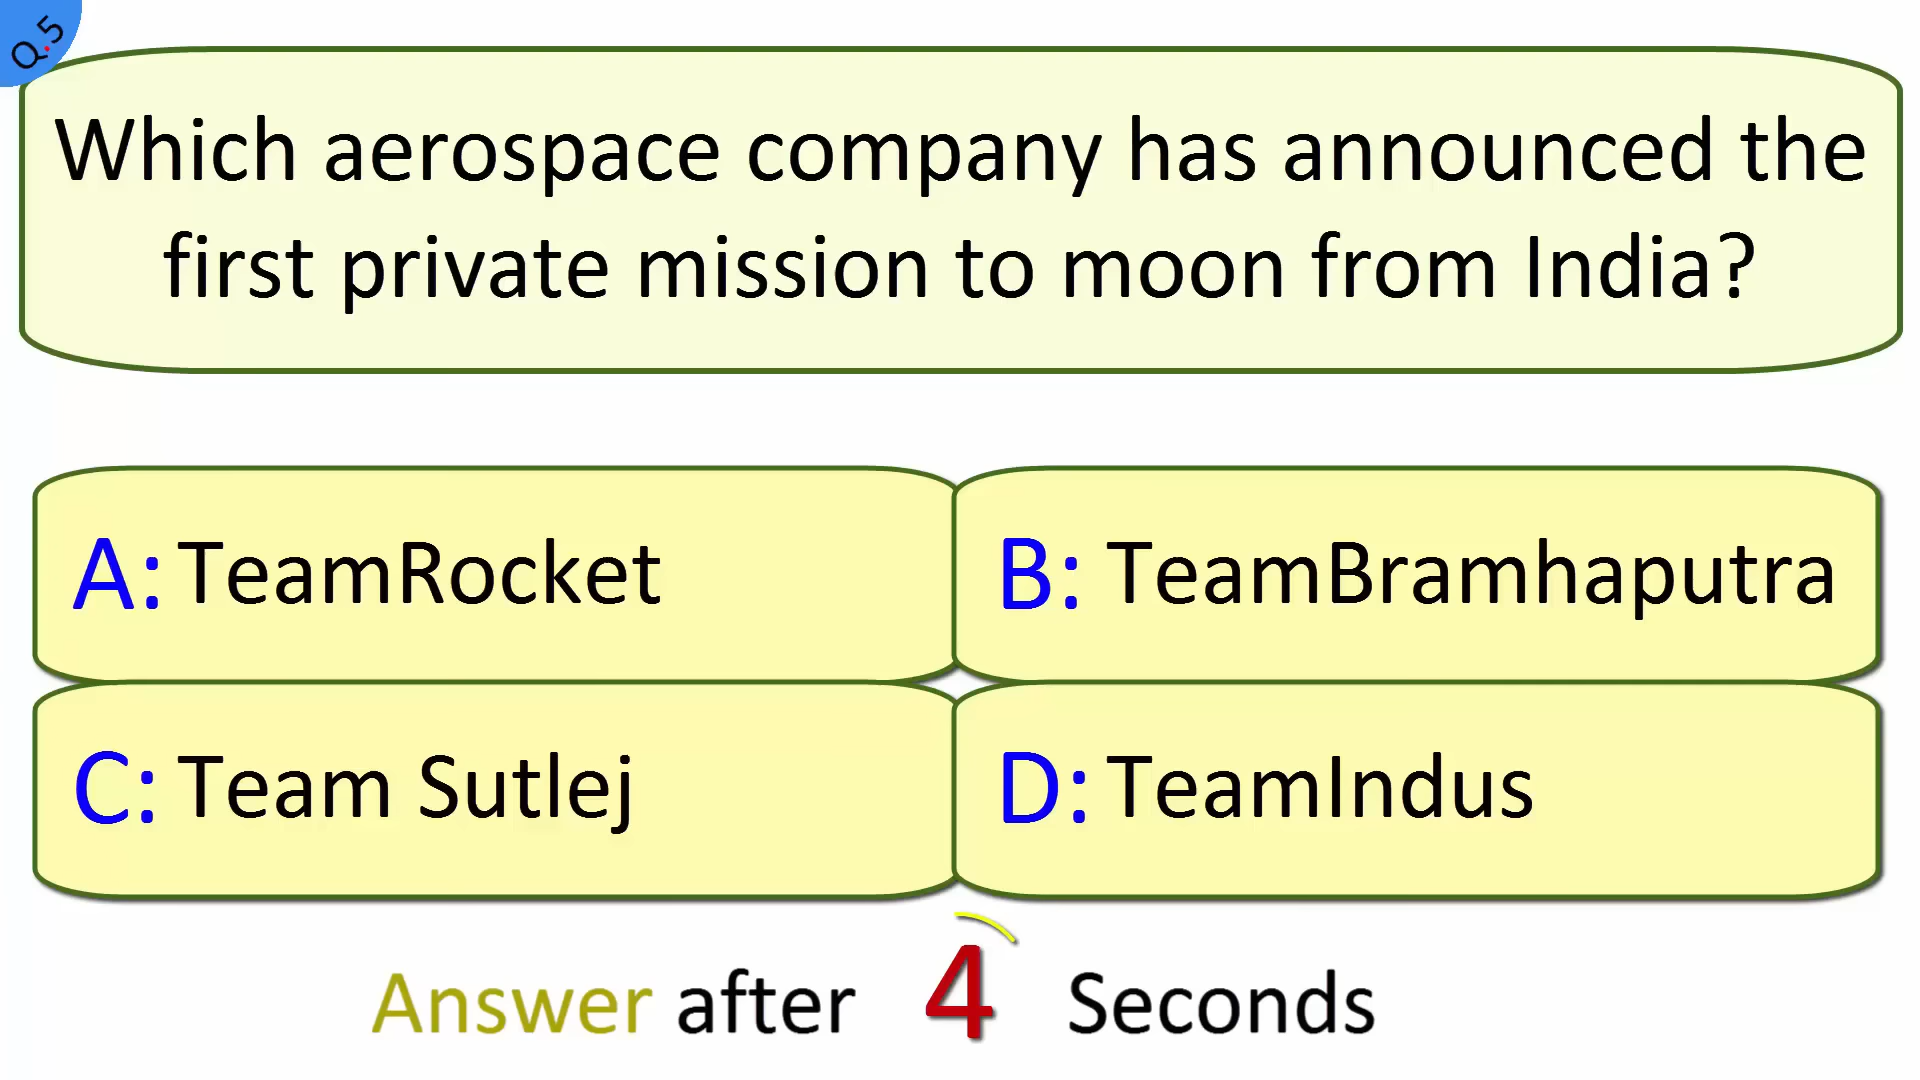 Q.5
Which aerospace company has announced the
first private mission to moon from India?
A: TeamRocket
B: TeamBramhaputra
C: Team Sutlej
D: TeamIndus
Answer after 4 Seconds